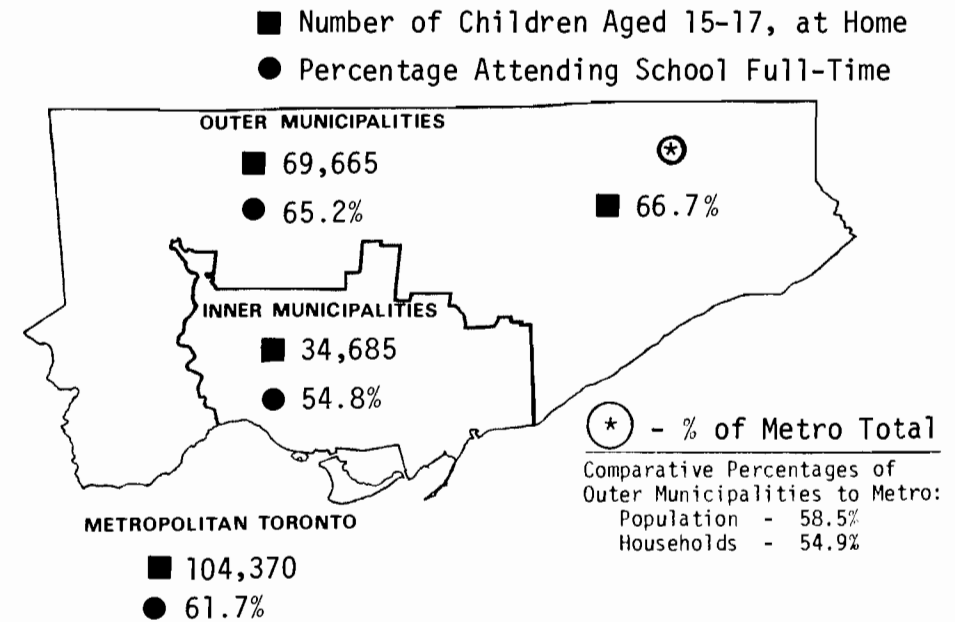 ■ Number of Children Aged 15-17, at Home
● Percentage Attending School Full-Time
OUTER MUNICIPALITIES
■ 69,665
● 65.2%
(*)
■ 66.7%
INNER MUNICIPALITIES
■ 34,685
● 54.8%
(*) - % of Metro Total
Comparative Percentages of
Outer Municipalities to Metro:
Population - 58.5%
Households - 54.9%
METROPOLITAN TORONTO
■ 104,370
● 61.7%